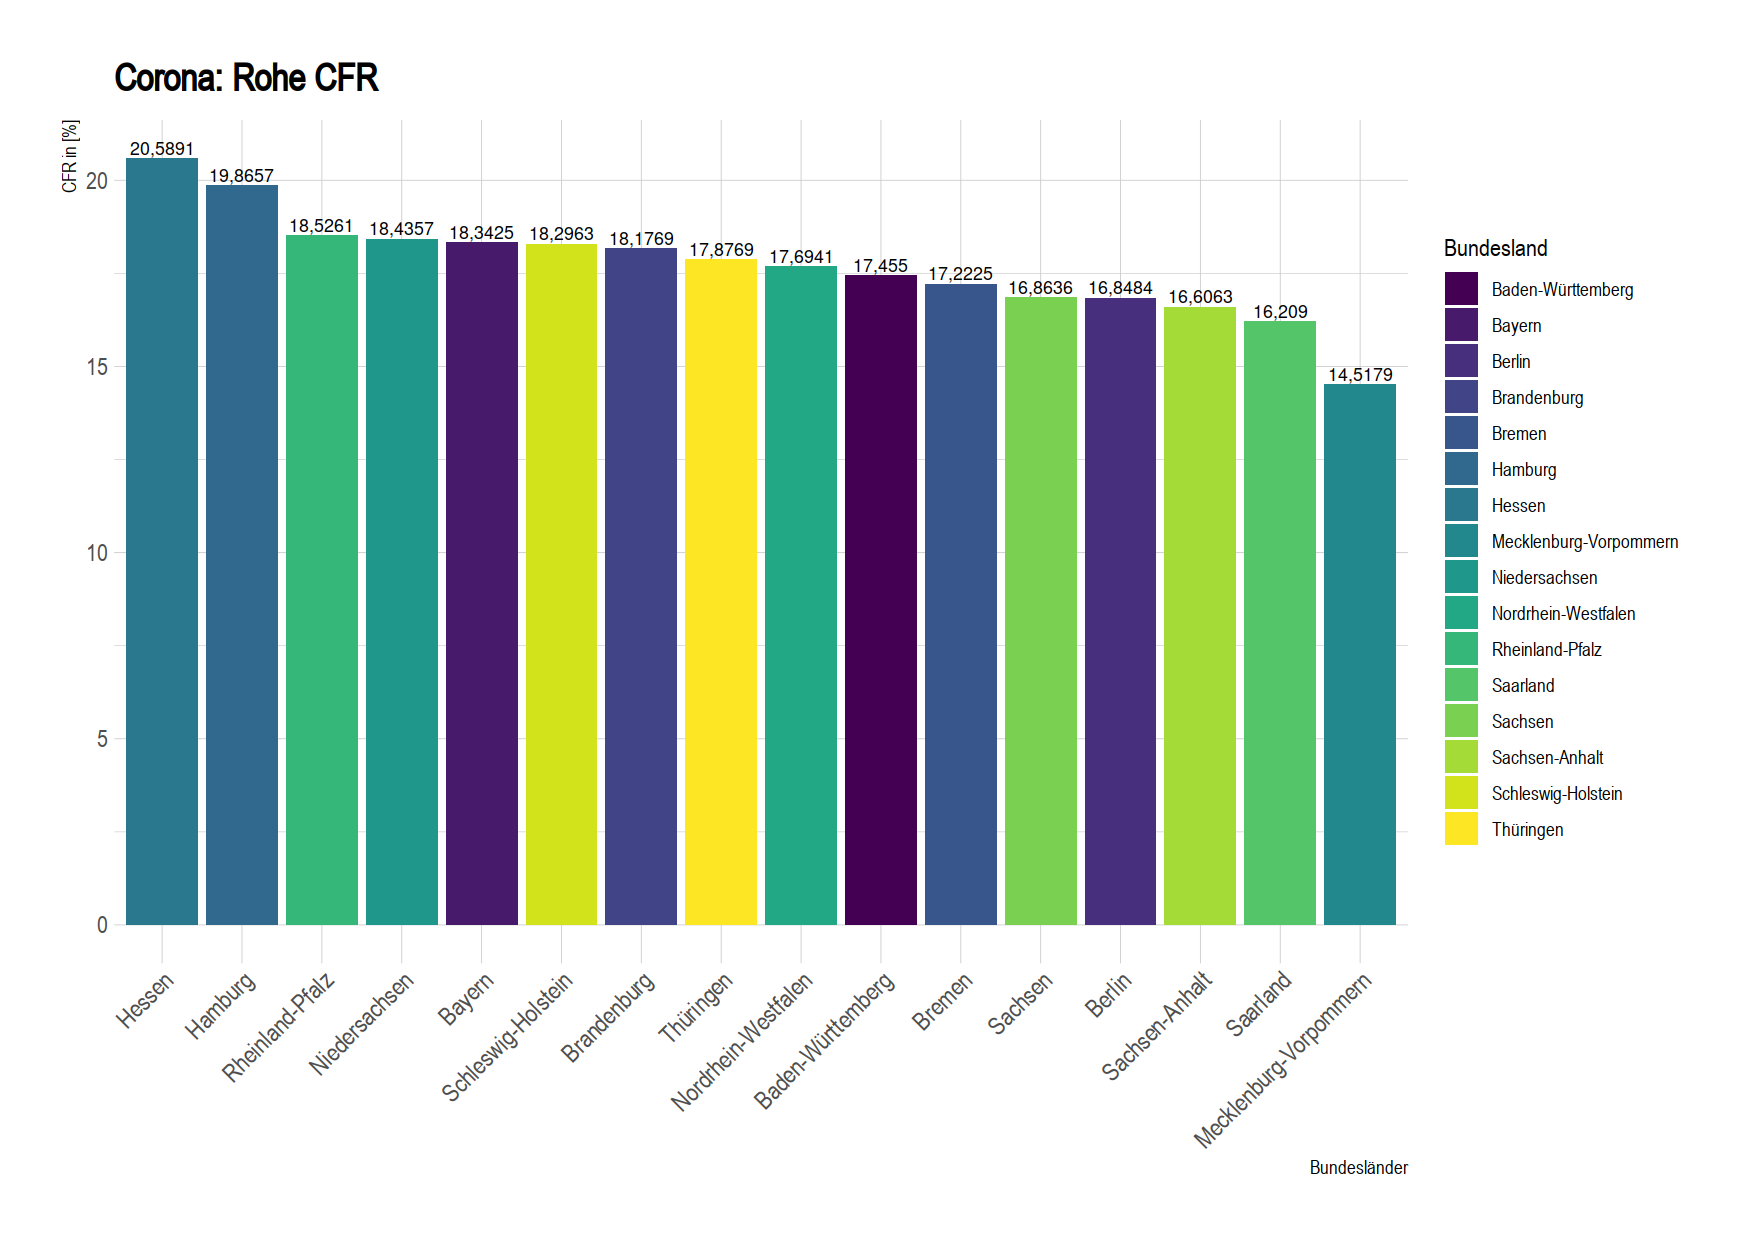 Corona: Rohe CFR
CFR in [%]
20
15
10
5
0
20,5891
19,8657
18,5261
18,4357
18,3425
18,2963
18,1769
17,8769
17,6941
17,455
17,2225
16,8636
16,8484
16,6063
16,209
14,5179
Hessen
Hamburg
Rheinland-Pfalz
Niedersachsen
Bayern
Schleswig-Holstein
Brandenburg
Thüringen
Nordrhein-Westfalen
Baden-Württemberg
Bremen
Sachsen
Berlin
Sachsen-Anhalt
Saarland
Mecklenburg-Vorpommern
Bundesländer
Bundesland
Baden-Württemberg
Bayern
Berlin
Brandenburg
Bremen
Hamburg
Hessen
Mecklenburg-Vorpommern
Niedersachsen
Nordrhein-Westfalen
Rheinland-Pfalz
Saarland
Sachsen
Sachsen-Anhalt
Schleswig-Holstein
Thüringen